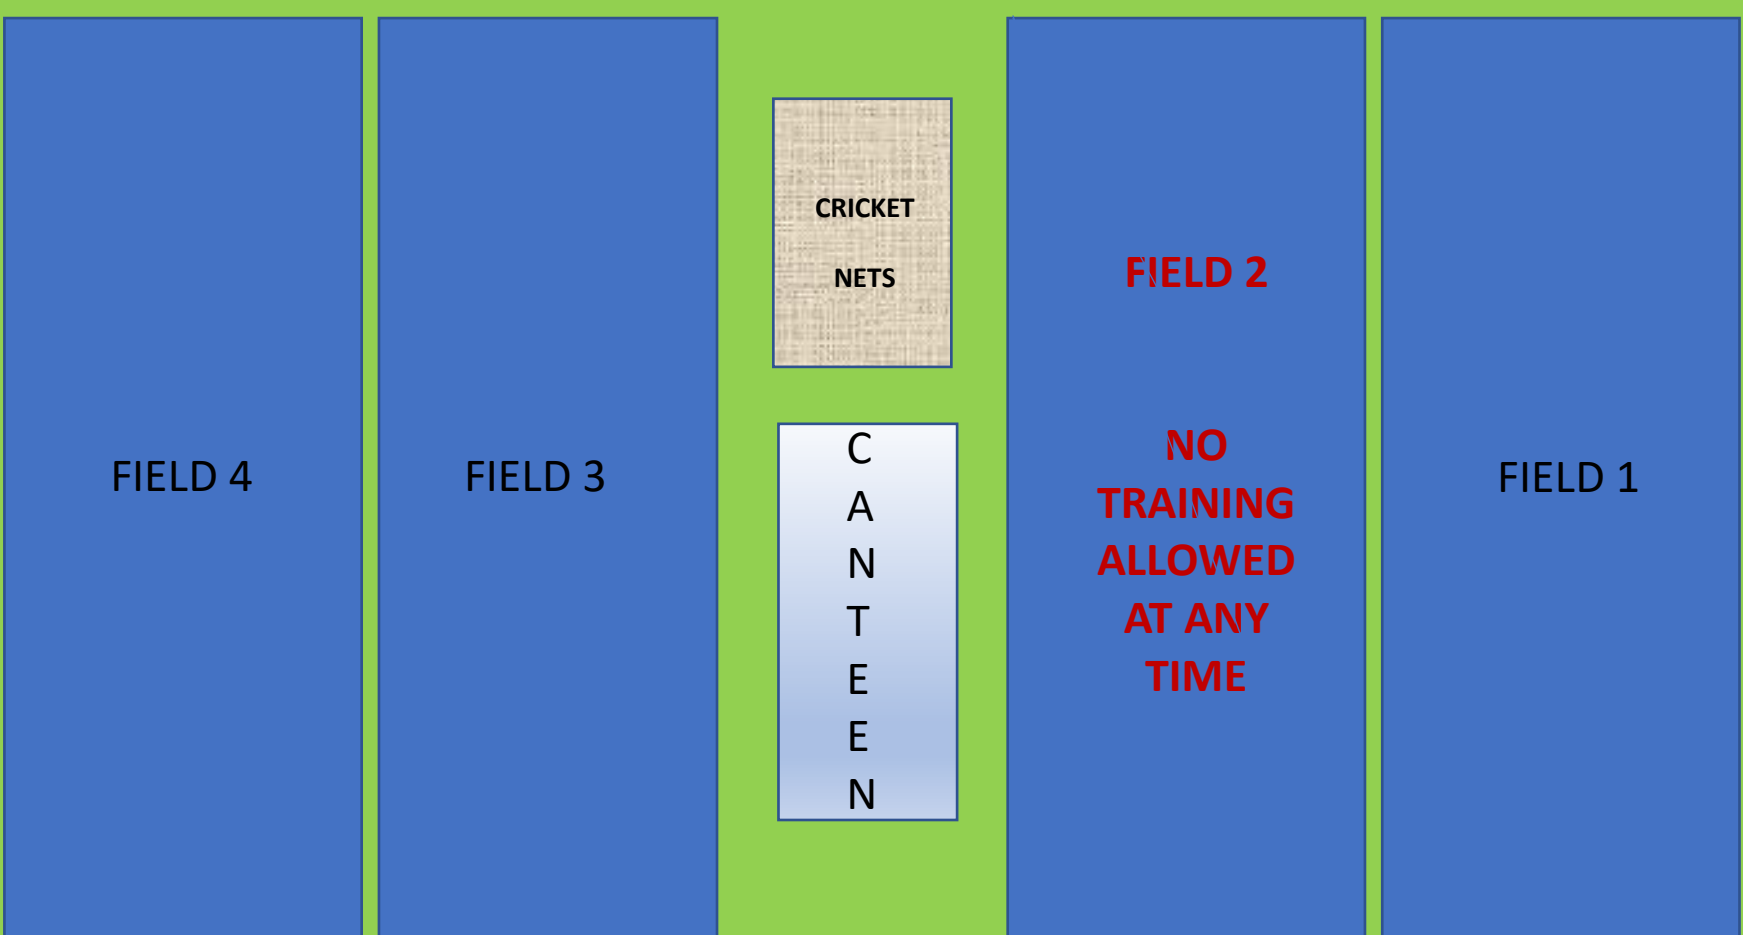 FIELD 4
FIELD 3
CRICKET
NETS
C
A
N
T
E
E
N
FIELD 2
NO
TRAINING
ALLOWED
AT ANY
TIME
FIELD 1